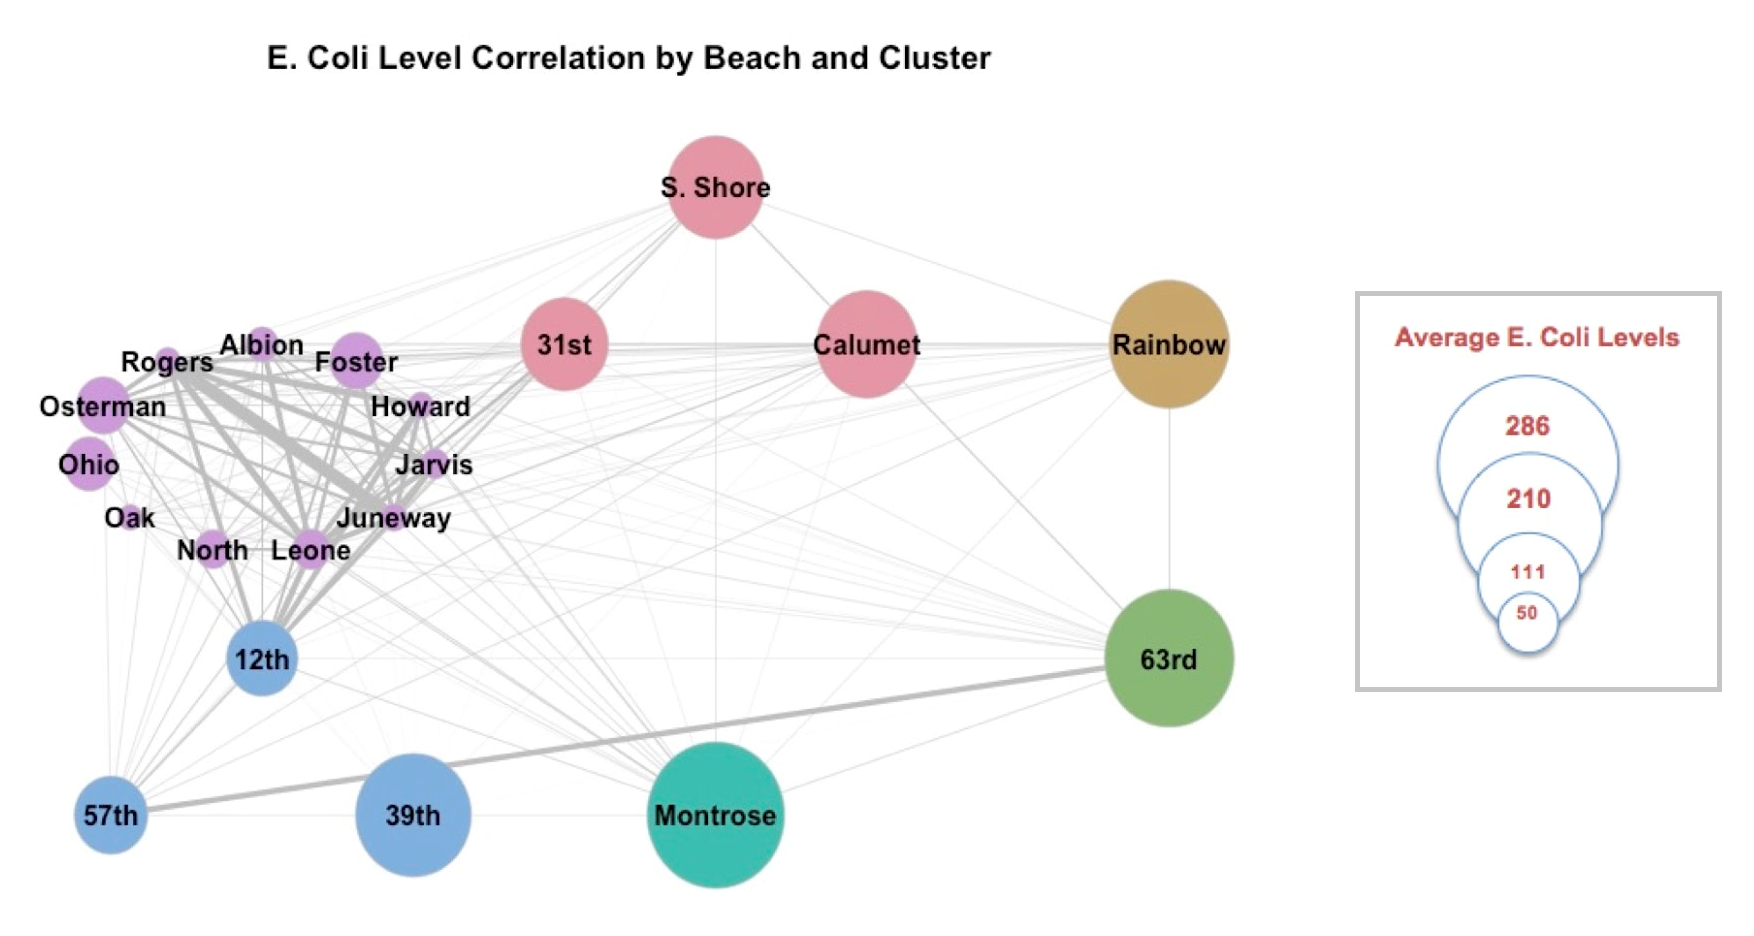 E. Coli Level Correlation by Beach and Cluster
S. Shore
31st
Calumet
Rainbow
Albion
Rogers
Foster
Osterman
Howard
Ohio
Jarvis
Oak
Juneway
North
Leone
12th
63rd
57th
39th
Montrose
Average E. Coli Levels
286
210
111
50